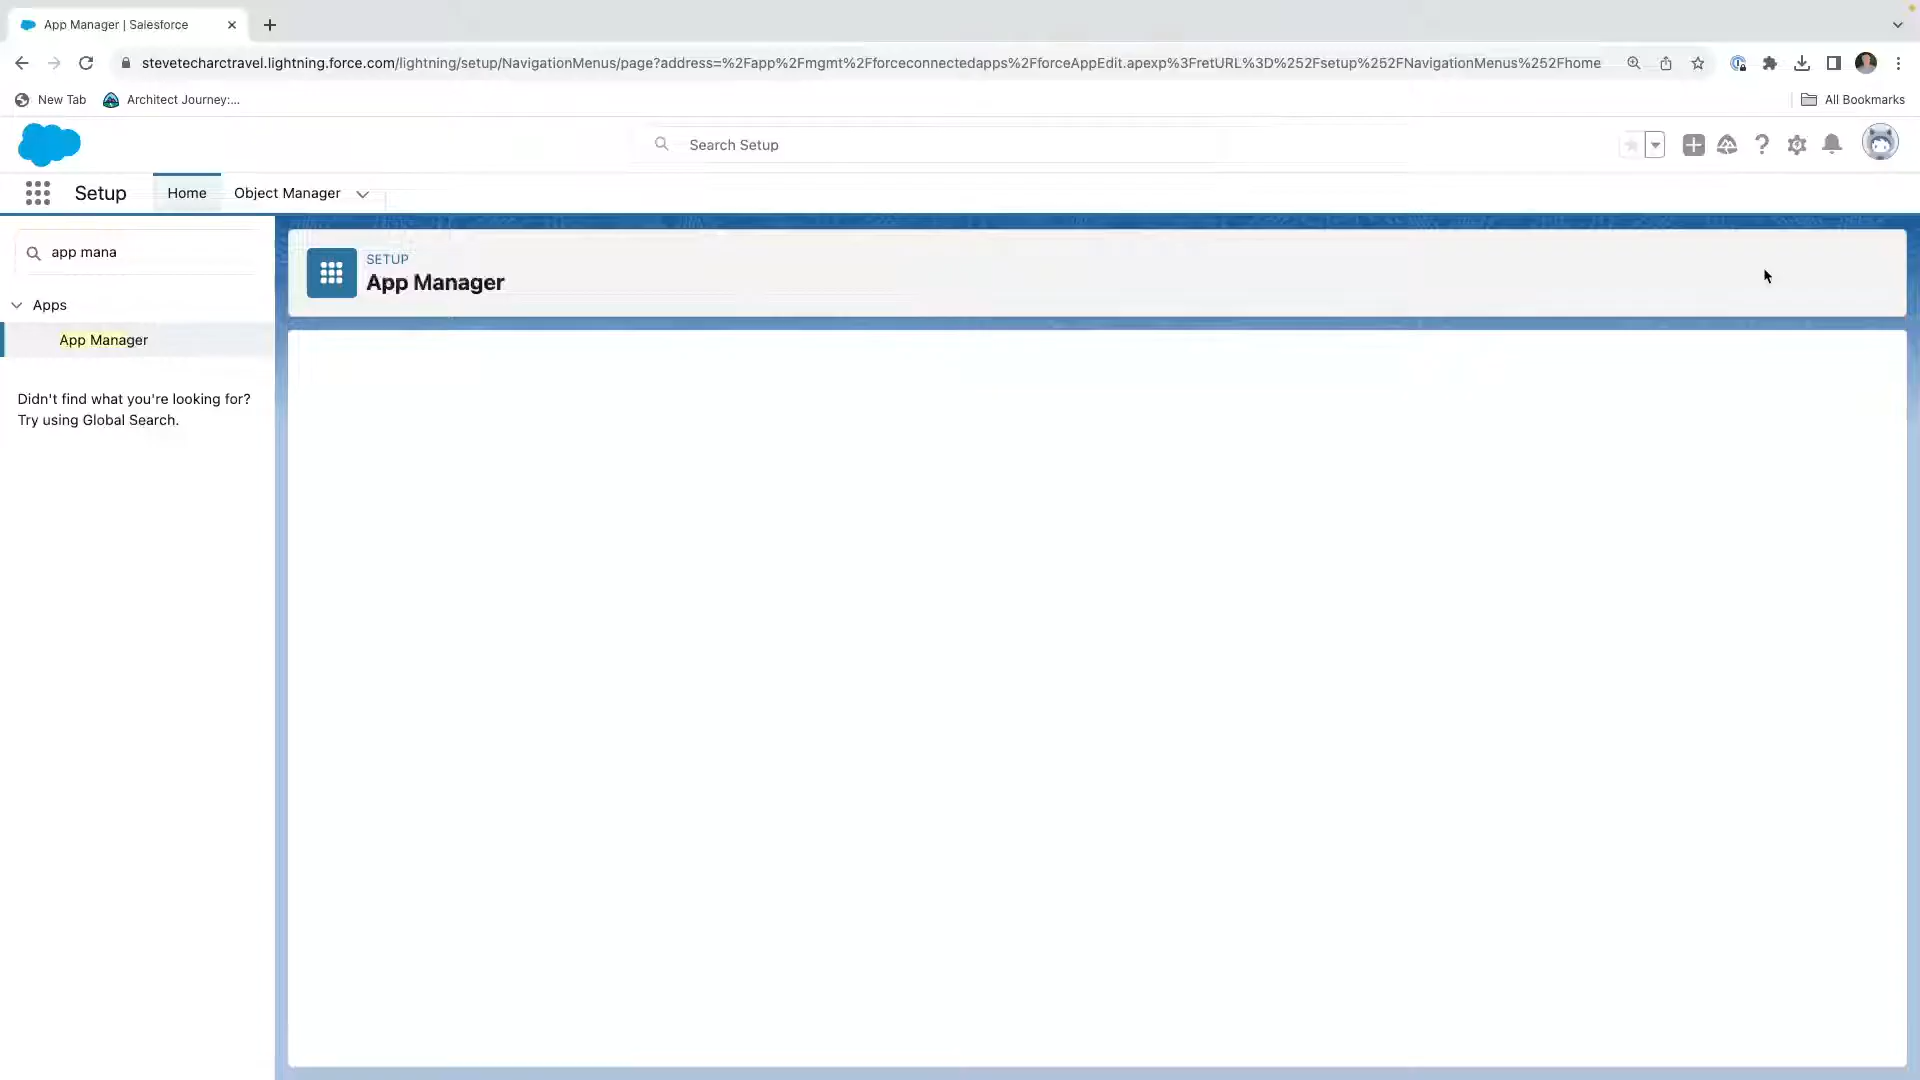 App Manager | Salesforce
stevetecharctravel.lightning.force.com/lightning/setup/NavigationMenus/page?address=%2Fapp%2Fmgmt%2Fforceconnectedapps%2FforceAppEdit.apexp%3FretURL%3D%252Fsetup%252FNavigationMenus%252Fhome
New Tab
Architect Journey:...
All Bookmarks
Search Setup
Setup
Home
Object Manager
app mana
SETUP
App Manager
Apps
App Manager
Didn't find what you're looking for?
Try using Global Search.